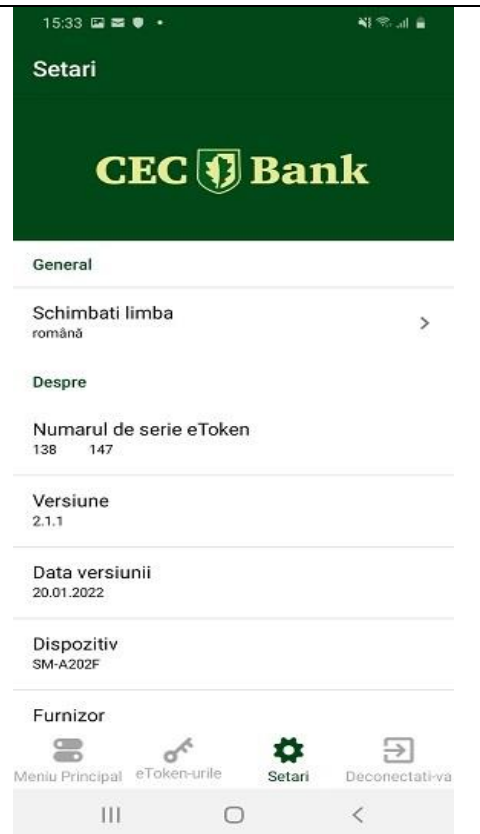 15:33
Setari
CEC Bank
General
Schimbati limba
română
Despre
Numarul de serie eToken
138 147
Versiune
2.1.1
Data versiunii
20.01.2022
Dispozitiv
SM-A202F
Furnizor
Meniu Principal eToken-urile Setari Deconectati-va